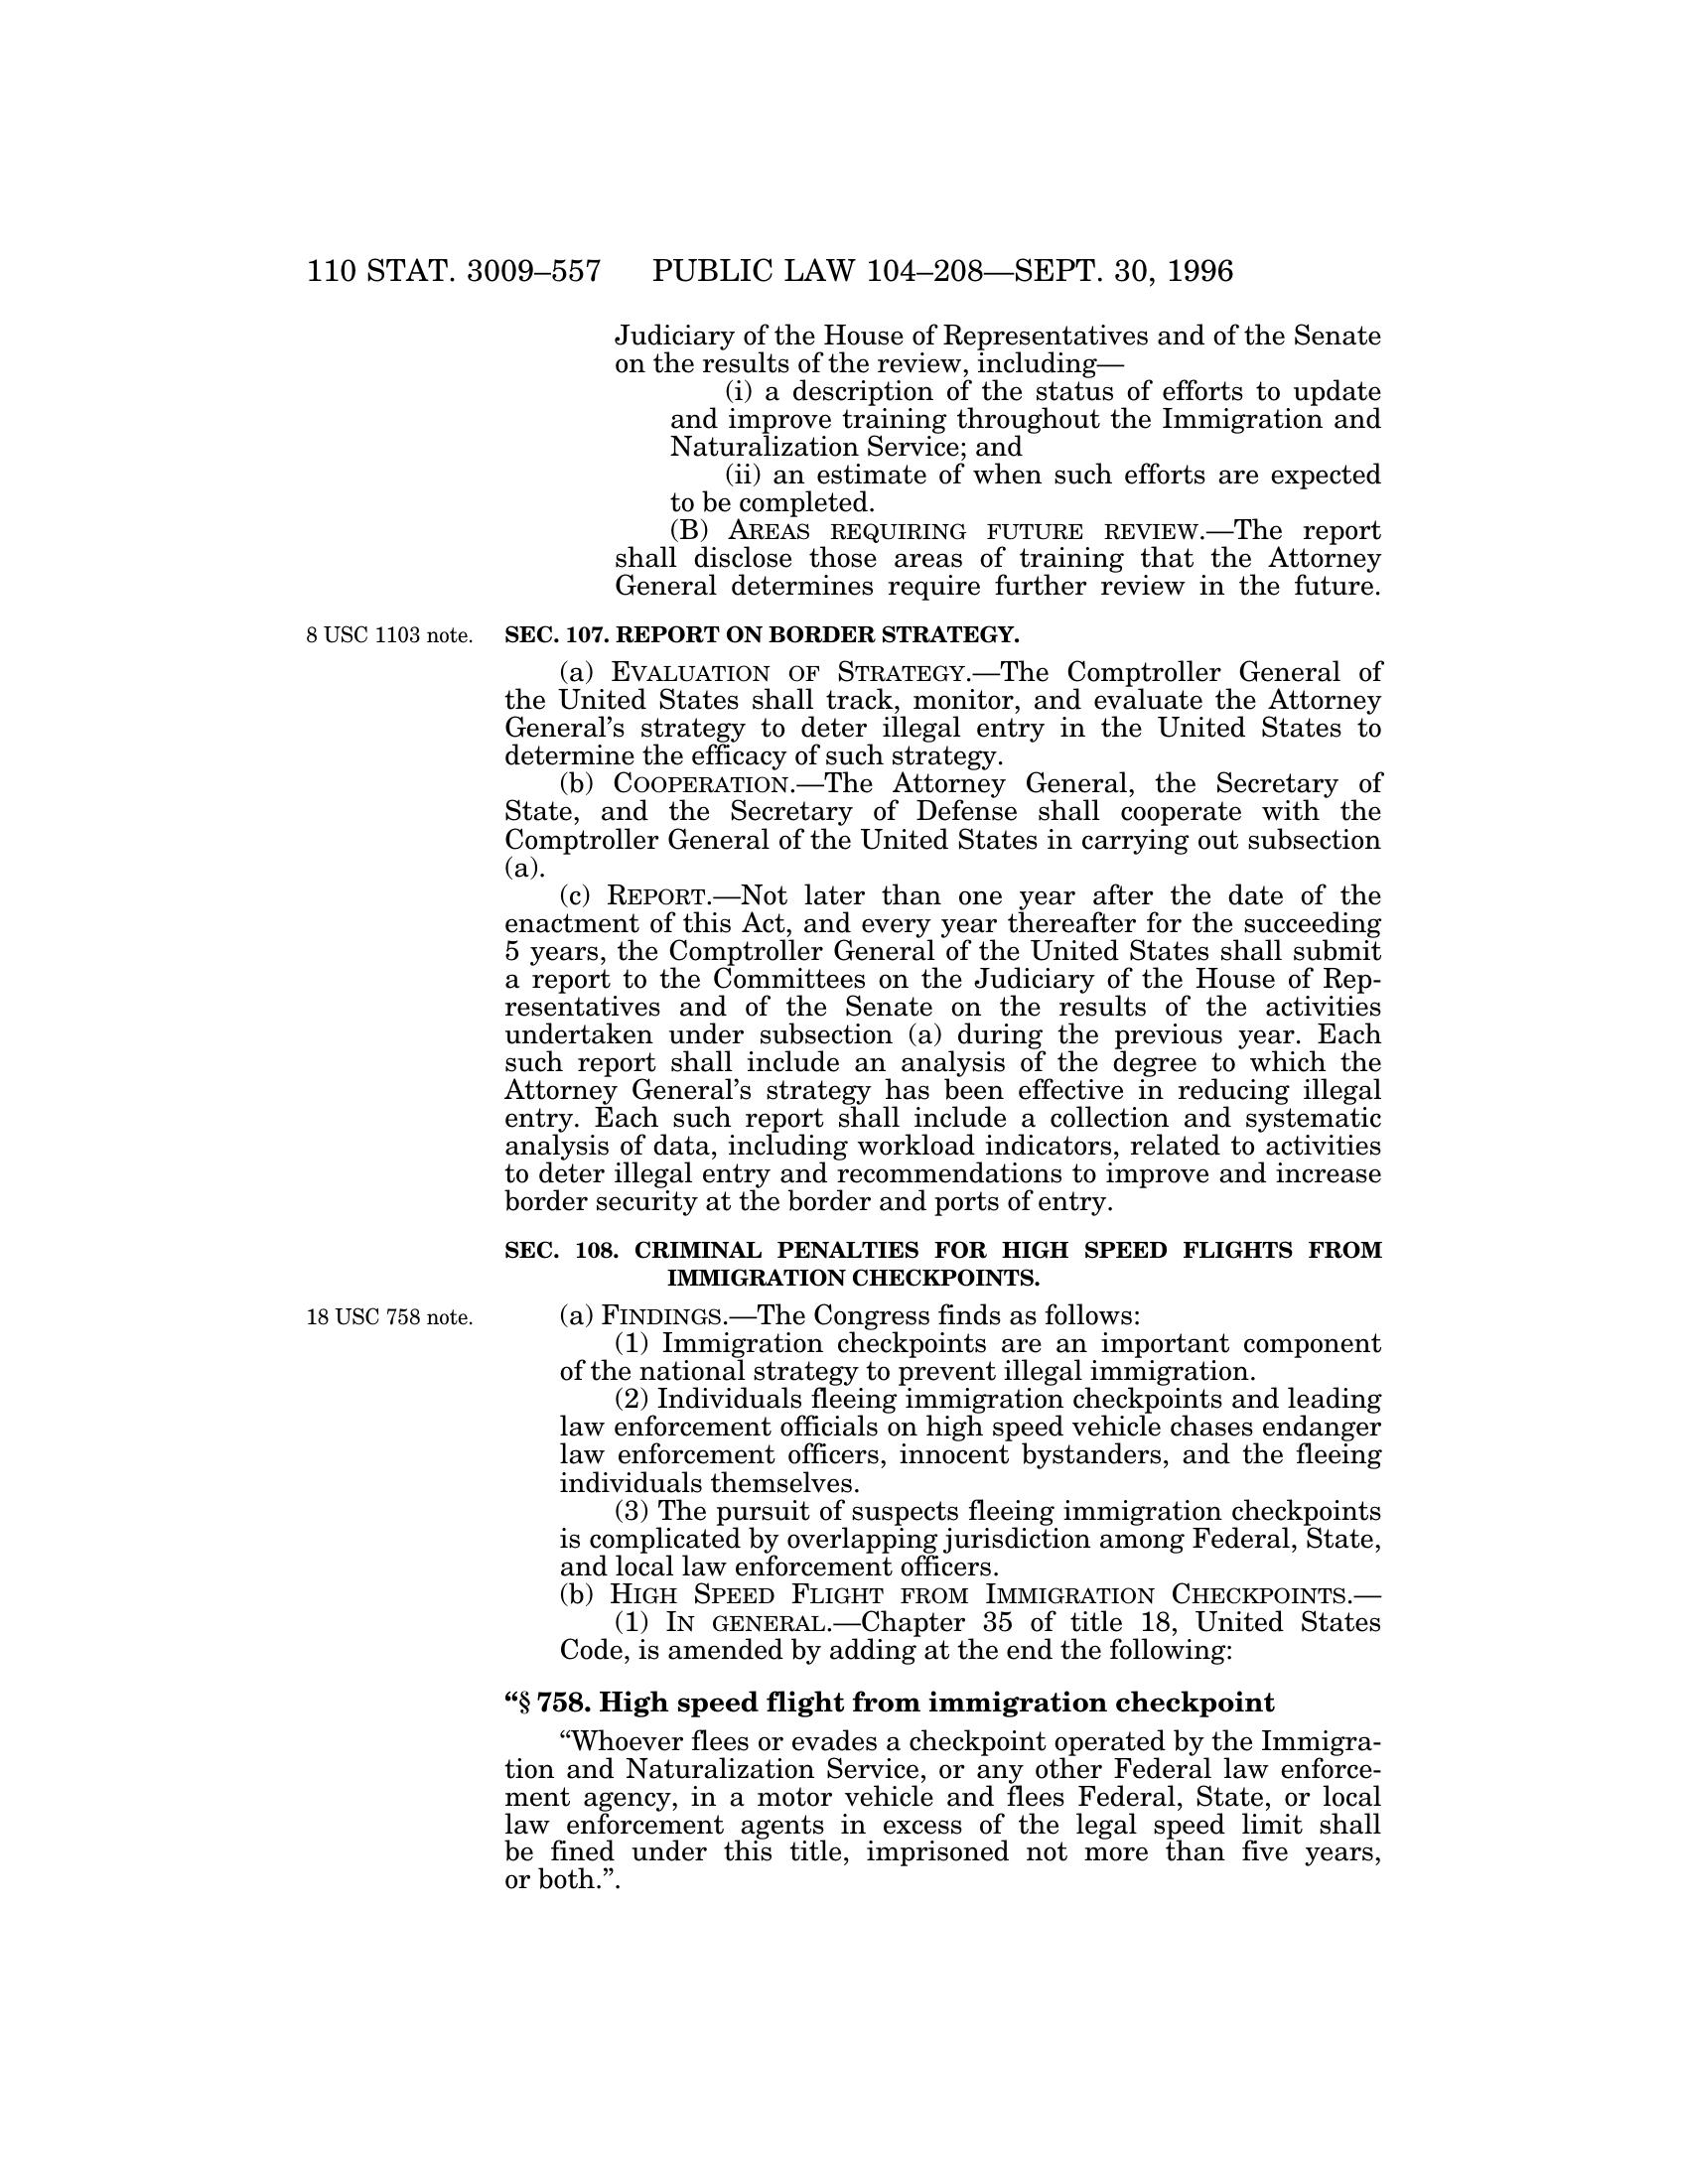 110 STAT. 3009–557 PUBLIC LAW 104–208—SEPT. 30, 1996
Judiciary of the House of Representatives and of the Senate
on the results of the review, including—
(i) a description of the status of efforts to update
and improve training throughout the Immigration and
Naturalization Service; and
(ii) an estimate of when such efforts are expected
to be completed.
(B) AREAS REQUIRING FUTURE REVIEW.—The report
shall disclose those areas of training that the Attorney
General determines require further review in the future.
8 USC 1103 note. SEC. 107. REPORT ON BORDER STRATEGY.
(a) EVALUATION OF STRATEGY.—The Comptroller General of
the United States shall track, monitor, and evaluate the Attorney
General’s strategy to deter illegal entry in the United States to
determine the efficacy of such strategy.
(b) COOPERATION.—The Attorney General, the Secretary of
State, and the Secretary of Defense shall cooperate with the
Comptroller General of the United States in carrying out subsection
(a).
(c) REPORT.—Not later than one year after the date of the
enactment of this Act, and every year thereafter for the succeeding
5 years, the Comptroller General of the United States shall submit
a report to the Committees on the Judiciary of the House of Rep-
resentatives and of the Senate on the results of the activities
undertaken under subsection (a) during the previous year. Each
such report shall include an analysis of the degree to which the
Attorney General’s strategy has been effective in reducing illegal
entry. Each such report shall include a collection and systematic
analysis of data, including workload indicators, related to activities
to deter illegal entry and recommendations to improve and increase
border security at the border and ports of entry.
SEC. 108. CRIMINAL PENALTIES FOR HIGH SPEED FLIGHTS FROM
IMMIGRATION CHECKPOINTS.
18 USC 758 note. (a) FINDINGS.—The Congress finds as follows:
(1) Immigration checkpoints are an important component
of the national strategy to prevent illegal immigration.
(2) Individuals fleeing immigration checkpoints and leading
law enforcement officials on high speed vehicle chases endanger
law enforcement officers, innocent bystanders, and the fleeing
individuals themselves.
(3) The pursuit of suspects fleeing immigration checkpoints
is complicated by overlapping jurisdiction among Federal, State,
and local law enforcement officers.
(b) HIGH SPEED FLIGHT FROM IMMIGRATION CHECKPOINTS.—
(1) IN GENERAL.—Chapter 35 of title 18, United States
Code, is amended by adding at the end the following:
“§ 758. High speed flight from immigration checkpoint
“Whoever flees or evades a checkpoint operated by the Immigra-
tion and Naturalization Service, or any other Federal law enforce-
ment agency, in a motor vehicle and flees Federal, State, or local
law enforcement agents in excess of the legal speed limit shall
be fined under this title, imprisoned not more than five years,
or both.”.